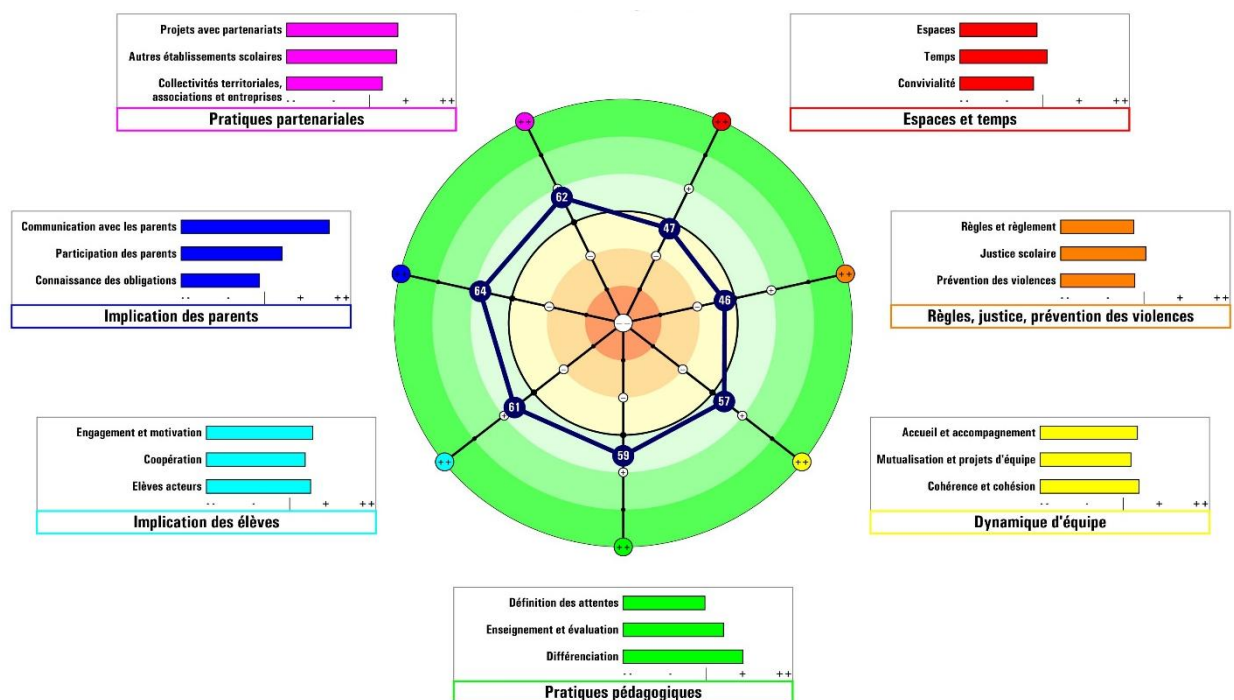 Projets avec partenariats
Autres établissements scolaires
Collectivités territoriales,
associations et entreprises
-- - + ++
Pratiques partenariales
Espaces
Temps
Convivialité
-- - + ++
Espaces et temps
Communication avec les parents
Participation des parents
Connaissance des obligations
-- - + ++
Implication des parents
Règles et règlement
Justice scolaire
Prévention des violences
-- - + ++
Règles, justice, prévention des violences
Engagement et motivation
Coopération
Elèves acteurs
-- - + ++
Implication des élèves
Accueil et accompagnement
Mutualisation et projets d'équipe
Cohérence et cohésion
-- - + ++
Dynamique d'équipe
Définition des attentes
Enseignement et évaluation
Différenciation
-- - + ++
Pratiques pédagogiques
++ ++
+ +
62
47
- -
++ ++
64
46
+
- -
--
- -
61
57
+ +
-
59
+
++ ++
++